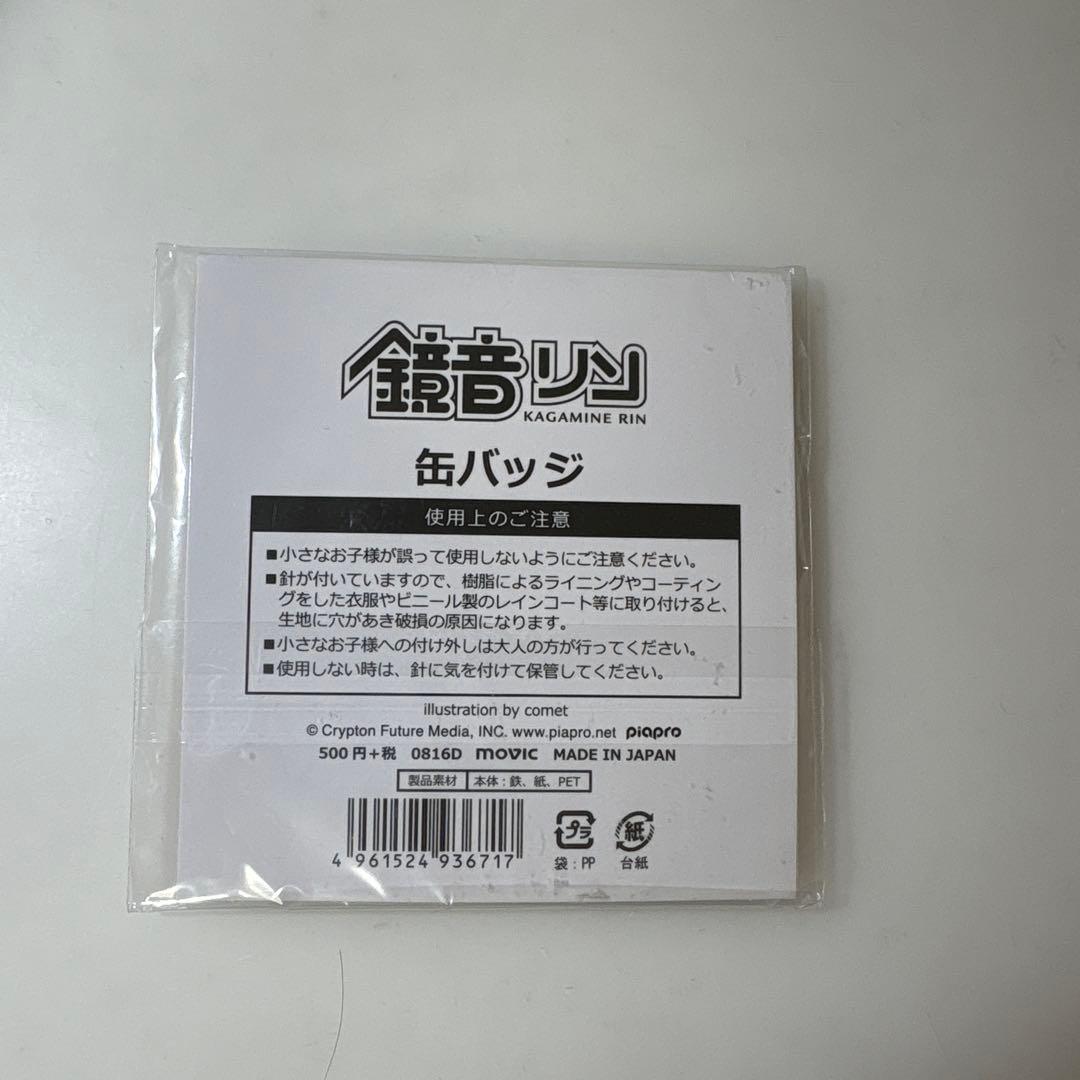 鏡音リン
KAGAMINE RIN
缶バッジ
使用上のご注意
■小さなお子様が誤って使用しないようにご注意ください。
■針が付いていますので、樹脂によるライニングやコーティン
グをした衣服やビニール製のレインコート等に取り付けると、
生地に穴があき破損の原因になります。
■小さなお子様への付け外しは大人の方が行ってください。
■使用しない時は、針に気を付けて保管してください。
illustration by comet
© Crypton Future Media, INC. www.piapro.net piapro
500円+税 0816D movic MADE IN JAPAN
製品素材 本体：鉄、紙、PET
4 961524 936717
プラ 紙
袋：PP 台紙